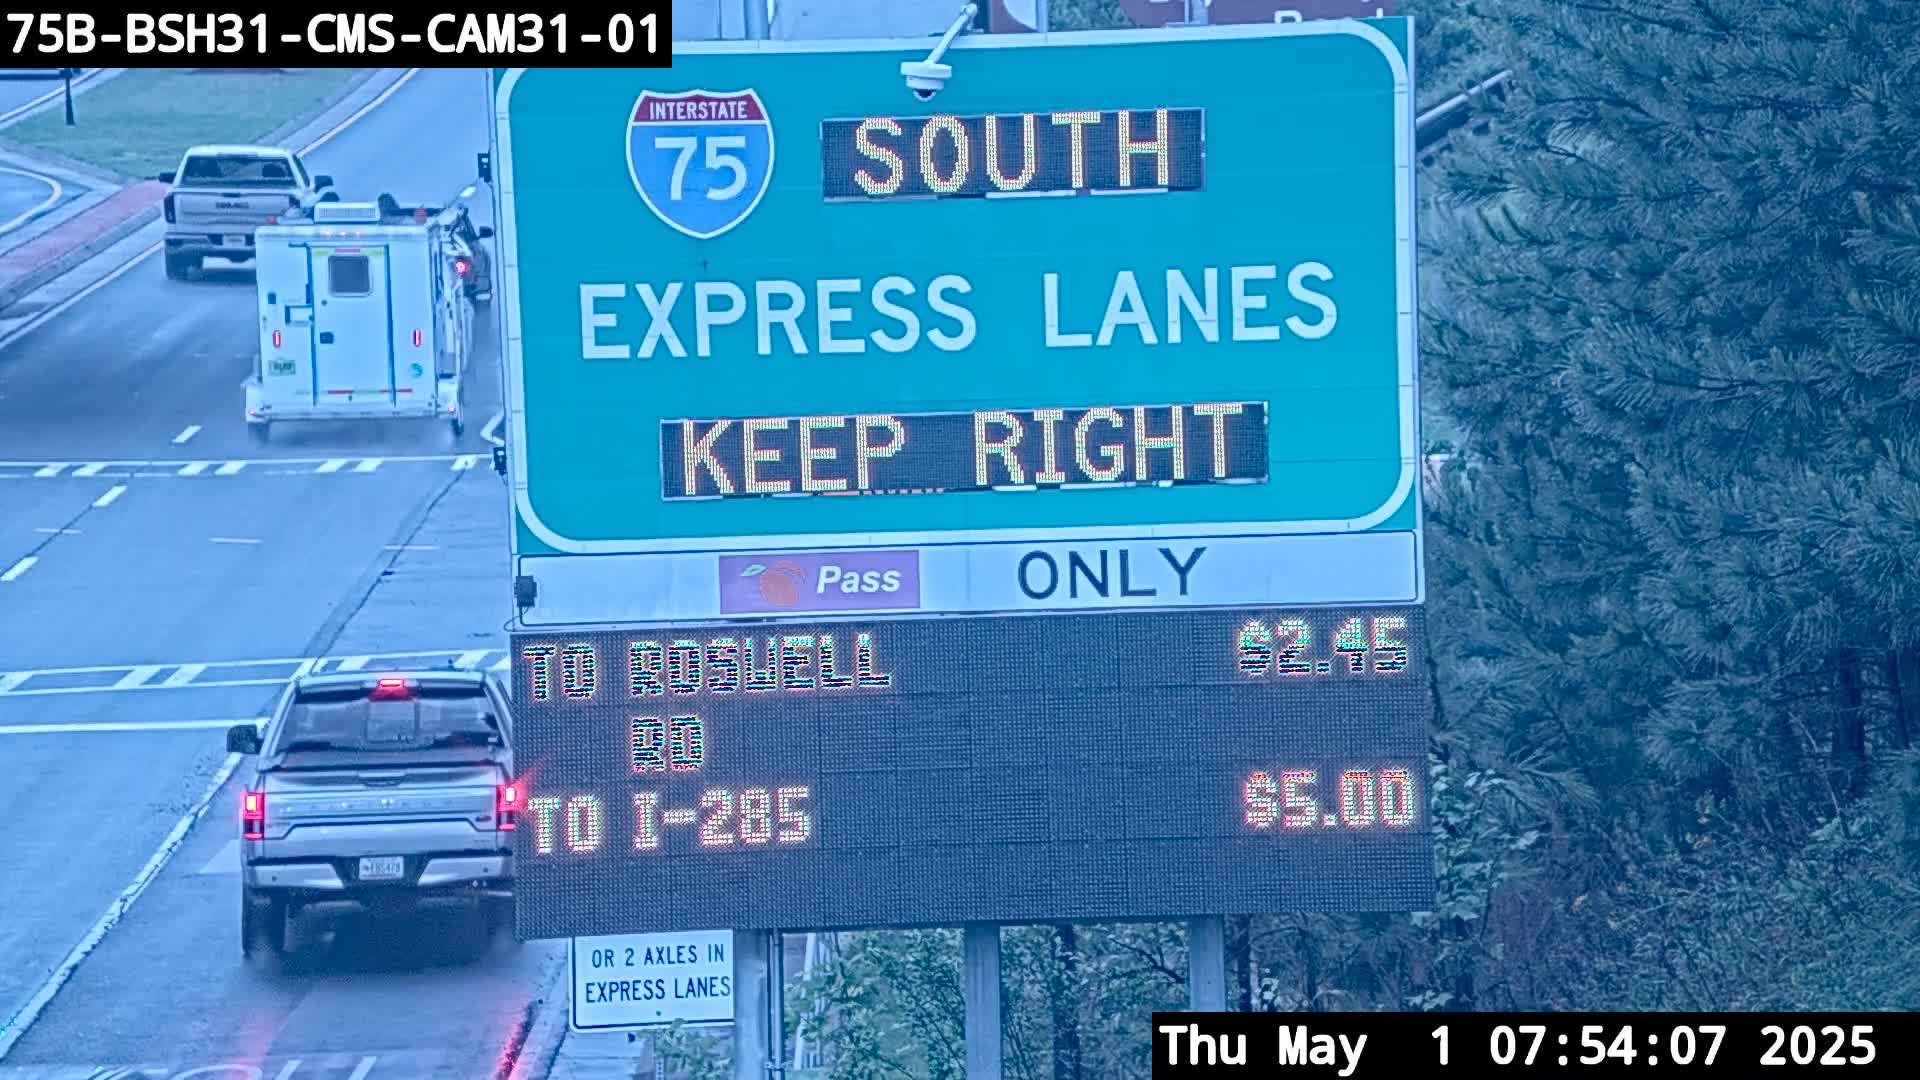 75B-BSH31-CMS-CAM31-01
INTERSTATE
75
SOUTH
EXPRESS LANES
KEEP RIGHT
Pass ONLY
TO ROSWELL $2.45
RD
TO I-285 $5.00
OR 2 AXLES IN
EXPRESS LANES
Thu May 1 07:54:07 2025